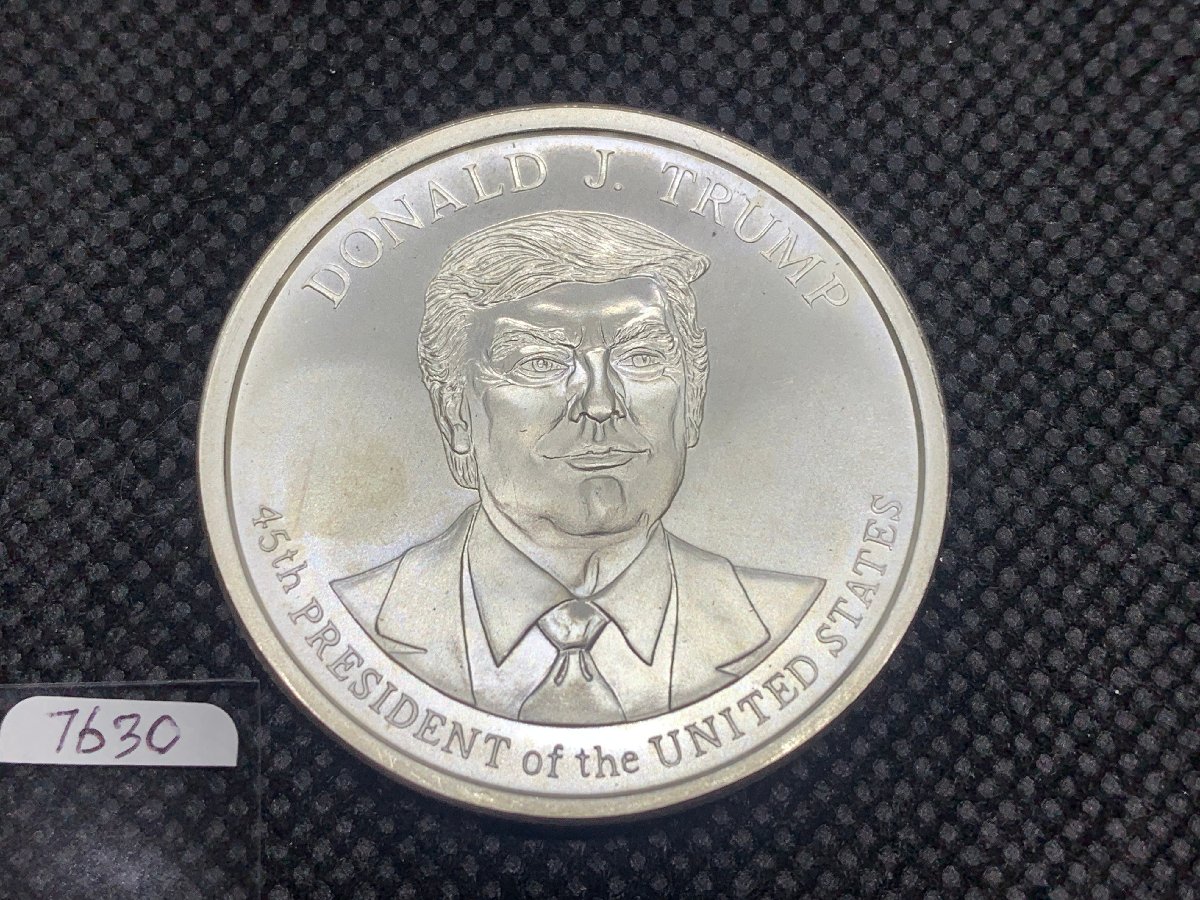 DONALD J. TRUMP
45th PRESIDENT of the UNITED STATES
7630